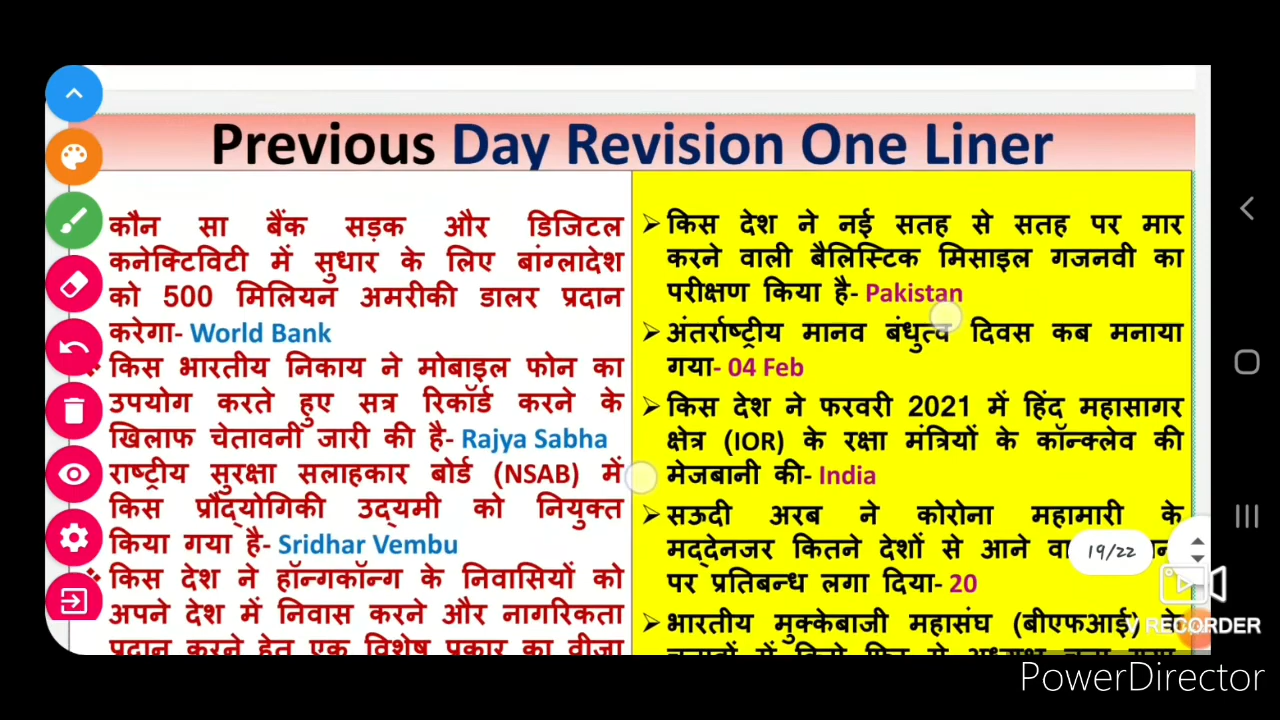 Previous Day Revision One Liner
कौन सा बैंक सड़क और डिजिटल
कनेक्टिविटी में सुधार के लिए बांग्लादेश
को 500 मिलियन अमरीकी डालर प्रदान
करेगा- World Bank
किस भारतीय निकाय ने मोबाइल फोन का
उपयोग करते हुए सत्र रिकॉर्ड करने के
खिलाफ चेतावनी जारी की है- Rajya Sabha
राष्ट्रीय सुरक्षा सलाहकार बोर्ड (NSAB) में
किस प्रौद्योगिकी उद्यमी को नियुक्त
किया गया है- Sridhar Vembu
किस देश ने हॉन्गकॉन्ग के निवासियों को
अपने देश में निवास करने और नागरिकता
प्रदान करने हेतु एक विशेष प्रकार का वीजा
किस देश ने नई सतह से सतह पर मार
करने वाली बैलिस्टिक मिसाइल गजनवी का
परीक्षण किया है- Pakistan
अंतर्राष्ट्रीय मानव बंधुत्व दिवस कब मनाया
गया- 04 Feb
किस देश ने फरवरी 2021 में हिंद महासागर
क्षेत्र (IOR) के रक्षा मंत्रियों के कॉन्क्लेव की
मेजबानी की- India
सऊदी अरब ने कोरोना महामारी के
मद्देनजर कितने देशों से आने
पर प्रतिबन्ध लगा दिया- 20
भारतीय मुक्केबाजी महासंघ (बीएफआई) के
19/22
RECORDER
PowerDirector